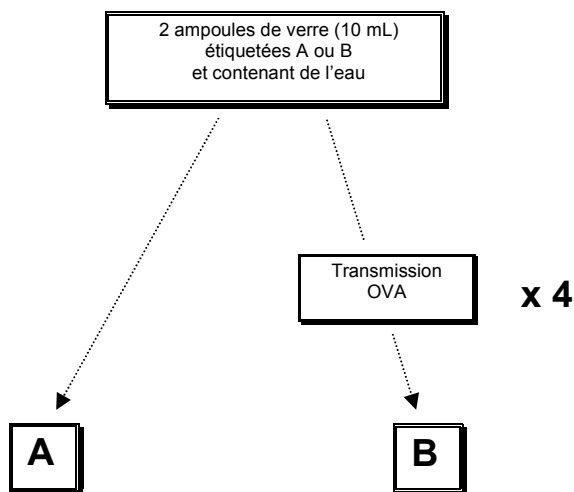 2 ampoules de verre (10 mL)
étiquetées A ou B
et contenant de l’eau
Transmission
OVA
x 4
A
B